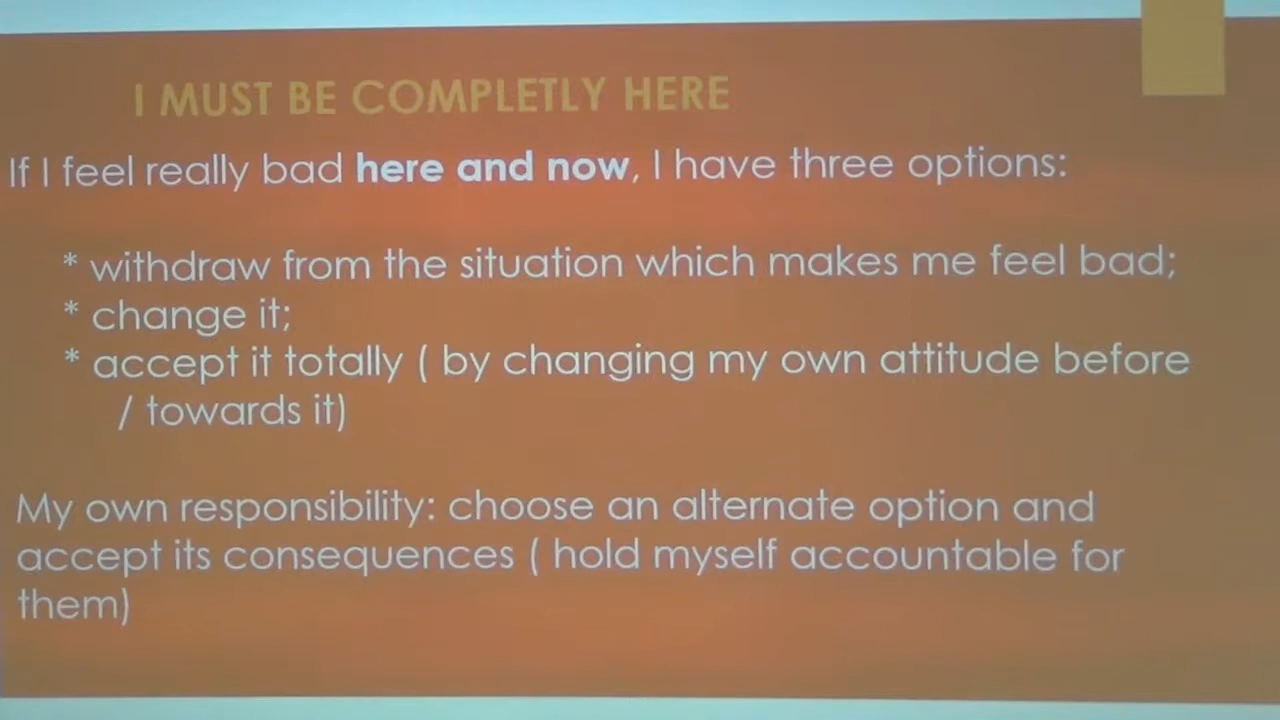 I MUST BE COMPLETLY HERE
If I feel really bad here and now, I have three options:
* withdraw from the situation which makes me feel bad;
* change it;
* accept it totally ( by changing my own attitude before
/ towards it)
My own responsibility: choose an alternate option and
accept its consequences ( hold myself accountable for
them)